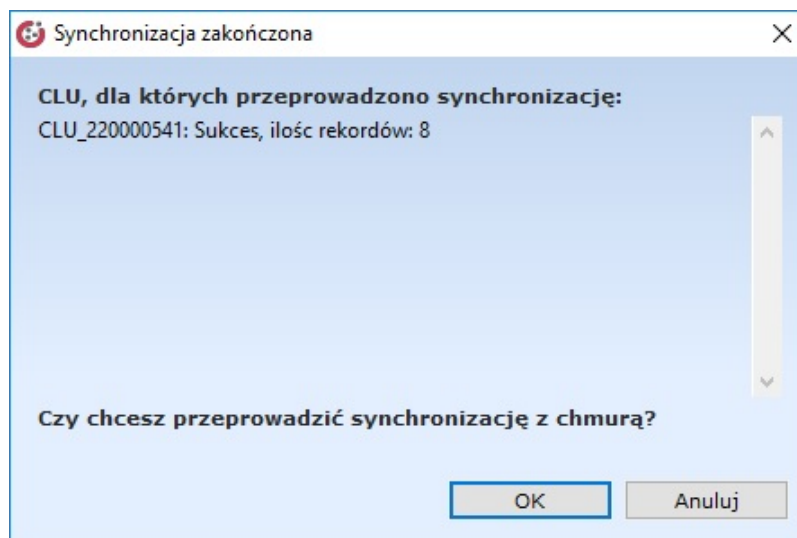 Synchronizacja zakończona
CLU, dla których przeprowadzono synchronizację:
CLU_220000541: Sukces, ilośc rekordów: 8
Czy chcesz przeprowadzić synchronizację z chmurą?
OK Anuluj